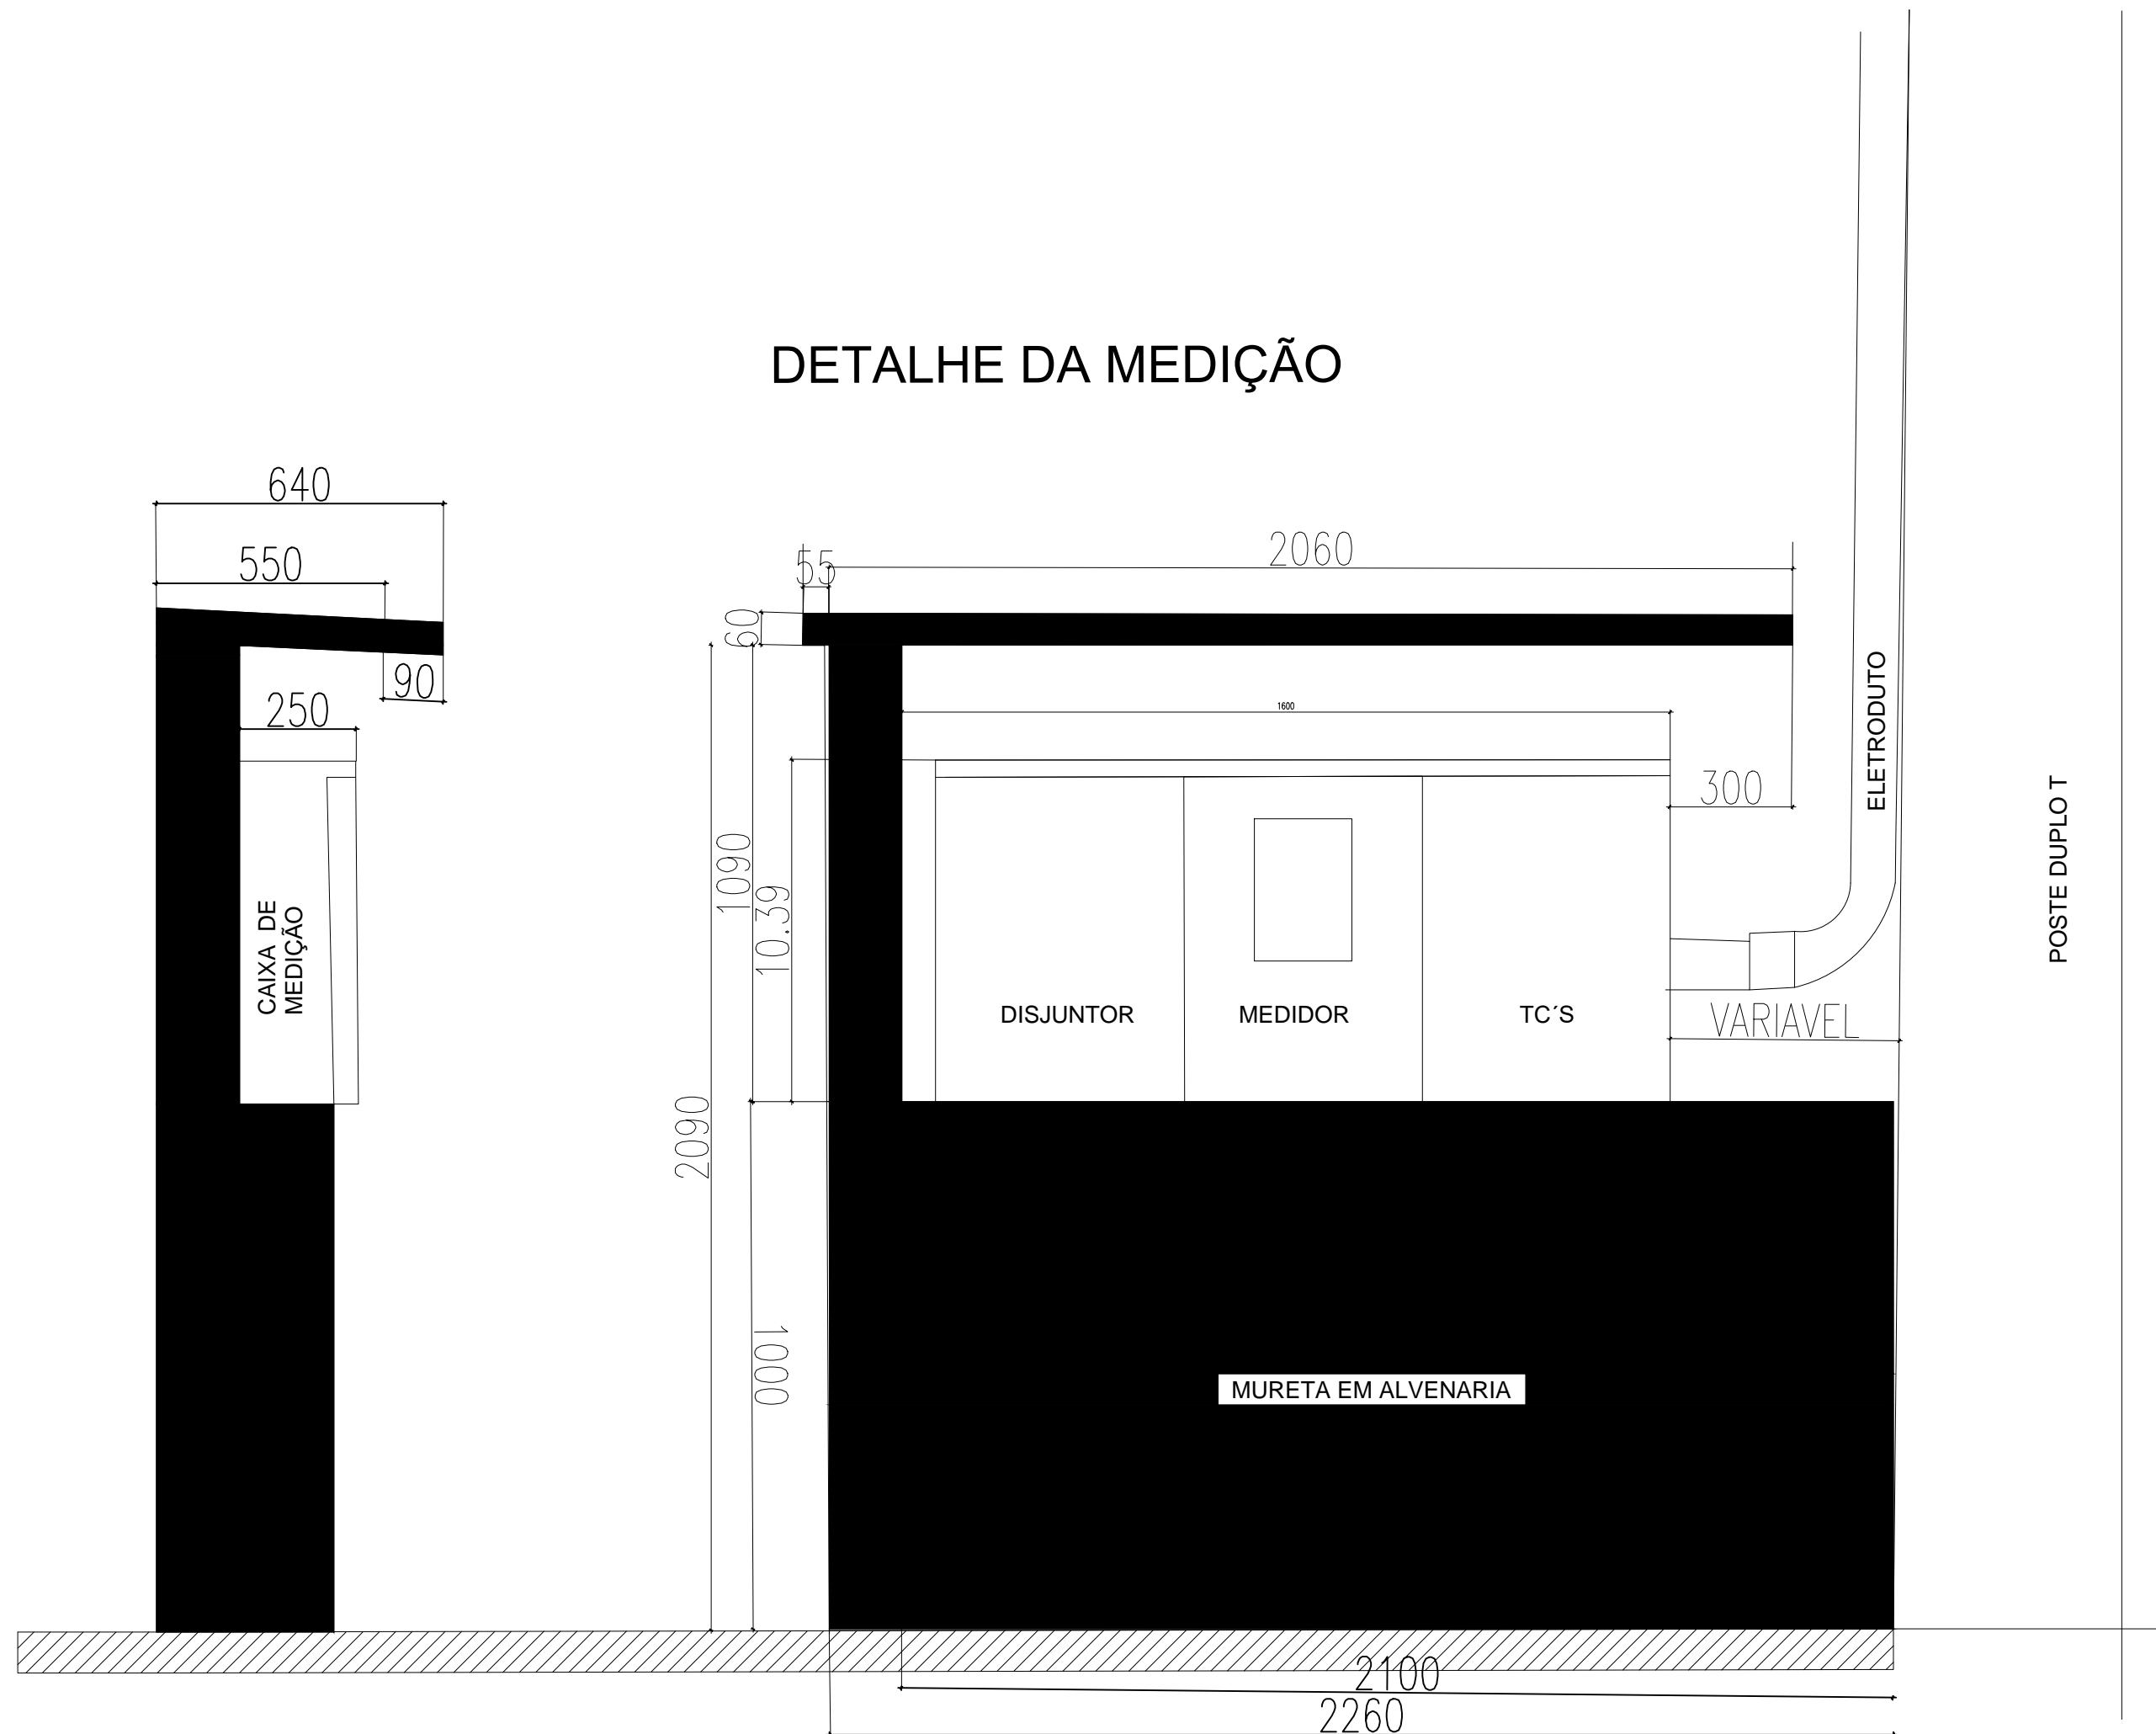 DETALHE DA MEDIÇÃO
640
550
90
250
CAIXA DE
MEDIÇÃO
55
2060
60
1600
300
1090
10.39
2090
1000
DISJUNTOR
MEDIDOR
TC´S
VARIAVEL
ELETRODUTO
POSTE DUPLO T
MURETA EM ALVENARIA
2100
2260